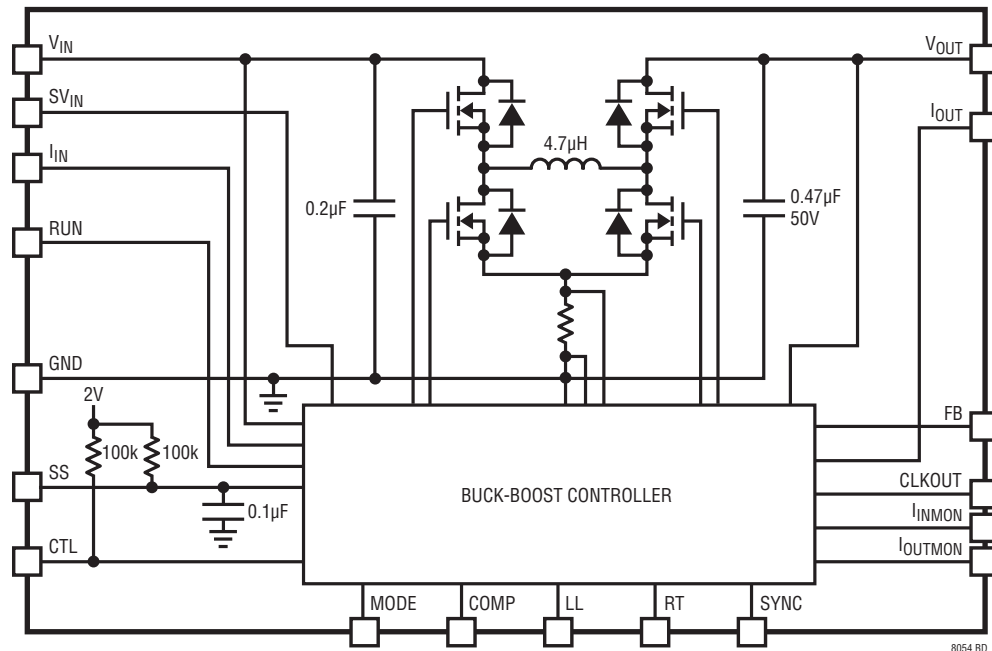 VIN
VOUT
SVIN
IOUT
IIN
4.7µH
0.2µF
0.47µF
50V
RUN
GND
2V
100k
100k
FB
SS
0.1µF
BUCK-BOOST CONTROLLER
CLKOUT
IINMON
CTL
IOUTMON
MODE
COMP
LL
RT
SYNC
8054 BD